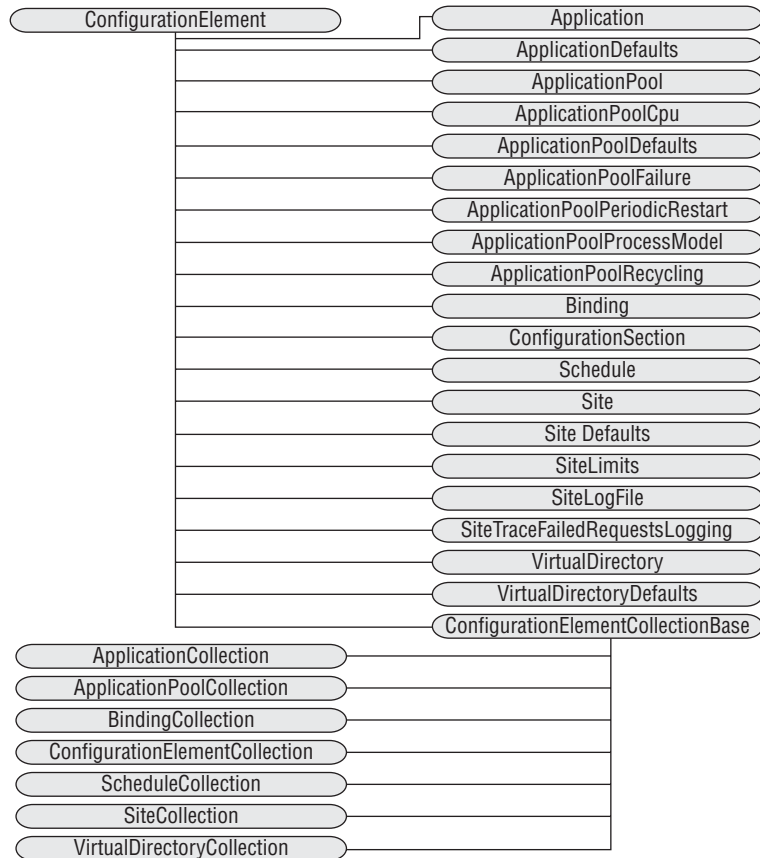 ConfigurationElement
Application
ApplicationDefaults
ApplicationPool
ApplicationPoolCpu
ApplicationPoolDefaults
ApplicationPoolFailure
ApplicationPoolPeriodicRestart
ApplicationPoolProcessModel
ApplicationPoolRecycling
Binding
ConfigurationSection
Schedule
Site
Site Defaults
SiteLimits
SiteLogFile
SiteTraceFailedRequestsLogging
VirtualDirectory
VirtualDirectoryDefaults
ConfigurationElementCollectionBase
ApplicationCollection
ApplicationPoolCollection
BindingCollection
ConfigurationElementCollection
ScheduleCollection
SiteCollection
VirtualDirectoryCollection